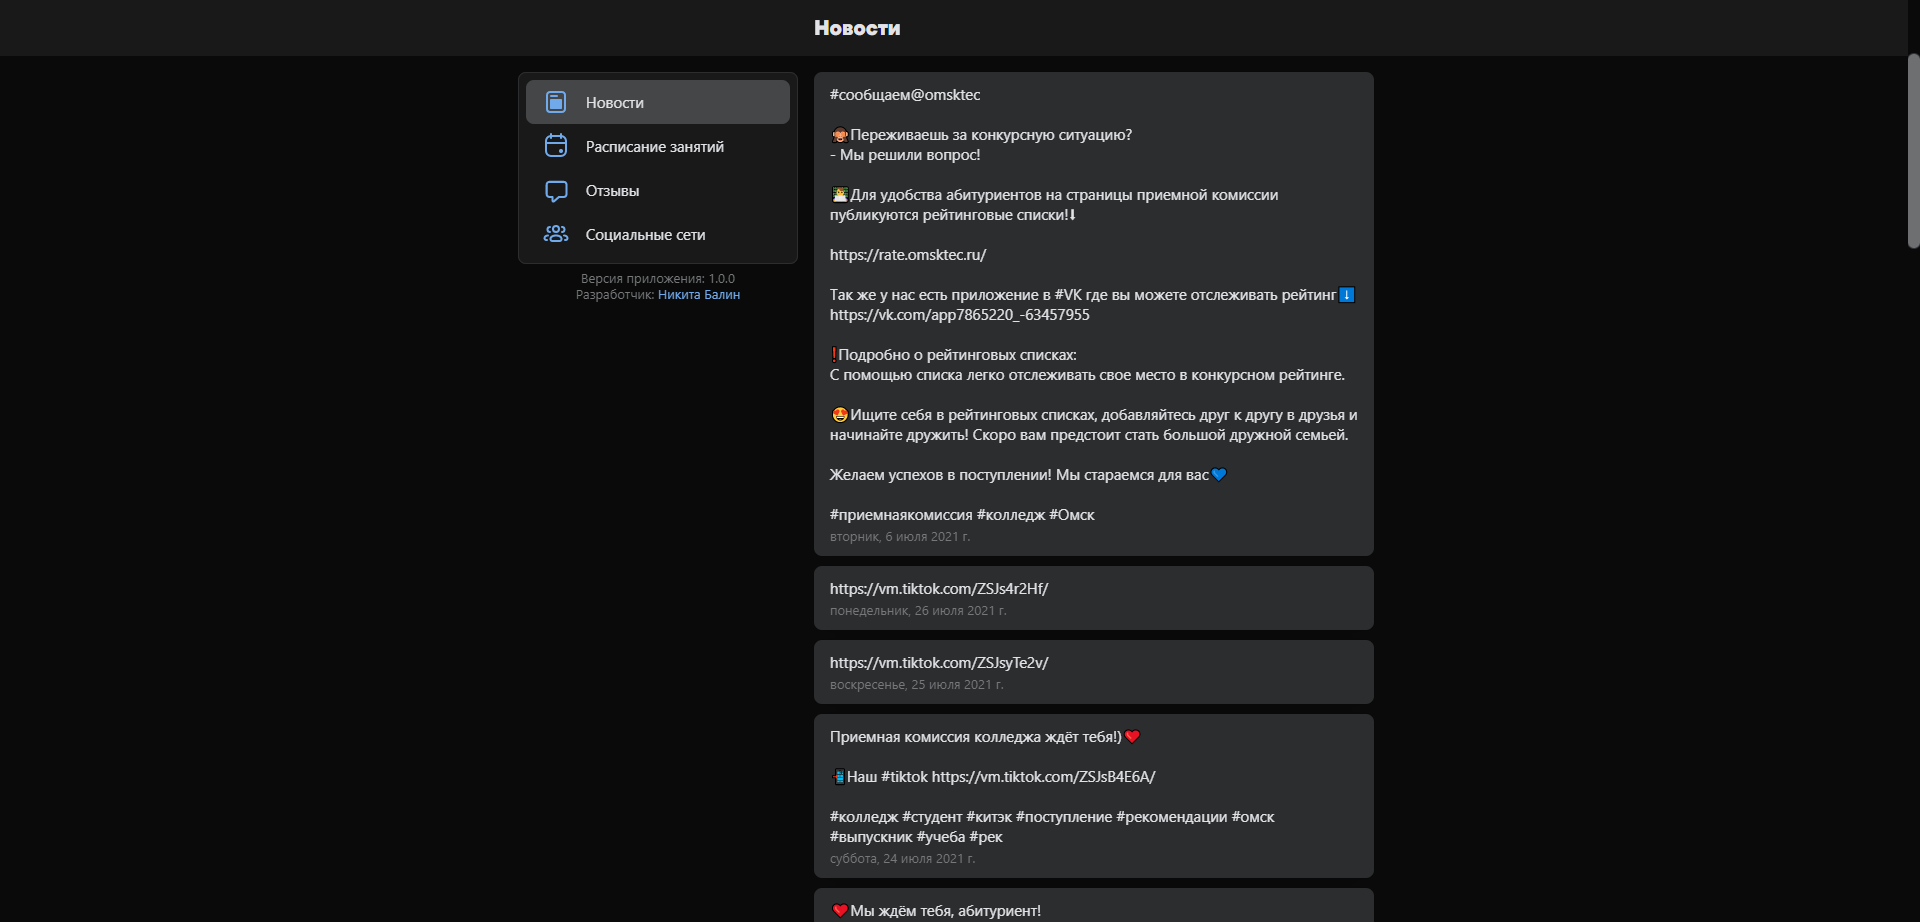 Новости
Новости
Расписание занятий
Отзывы
Социальные сети
Версия приложения: 1.0.0
Разработчик: Никита Балин
#сообщаем@omsktec
🙉Переживаешь за конкурсную ситуацию?
- Мы решили вопрос!
👨‍🏫Для удобства абитуриентов на страницы приемной комиссии
публикуются рейтинговые списки!⬇
https://rate.omsktec.ru/
Так же у нас есть приложение в #VK где вы можете отслеживать рейтинг⬇️
https://vk.com/app7865220_-63457955
❗Подробно о рейтинговых списках:
С помощью списка легко отслеживать свое место в конкурсном рейтинге.
😍Ищите себя в рейтинговых списках, добавляйтесь друг к другу в друзья и
начинайте дружить! Скоро вам предстоит стать большой дружной семьей.
Желаем успехов в поступлении! Мы стараемся для вас💙
#приемнаякомиссия #колледж #Омск
вторник, 6 июля 2021 г.
https://vm.tiktok.com/ZSJs4r2Hf/
понедельник, 26 июля 2021 г.
https://vm.tiktok.com/ZSJsyTe2v/
воскресенье, 25 июля 2021 г.
Приемная комиссия колледжа ждёт тебя!)❤️
📲Наш #tiktok https://vm.tiktok.com/ZSJsB4E6A/
#колледж #студент #китэк #поступление #рекомендации #омск
#выпускник #учеба #рек
суббота, 24 июля 2021 г.
❤️Мы ждём тебя, абитуриент!